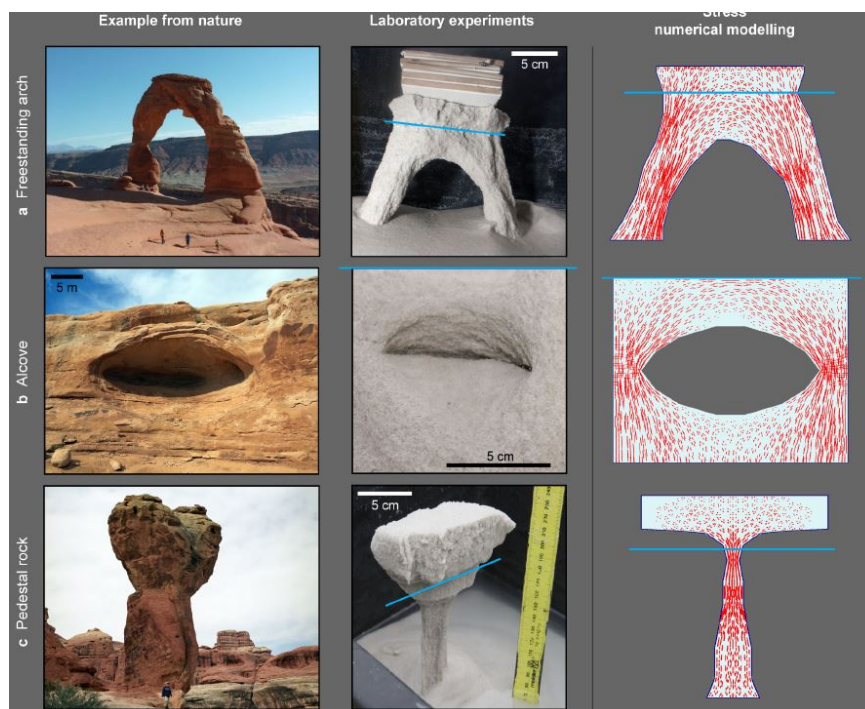 Example from nature
Laboratory experiments
Stress
numerical modelling
a Freestanding arch
5 cm
b Alcove
5 m
5 cm
c Pedestal rock
5 cm